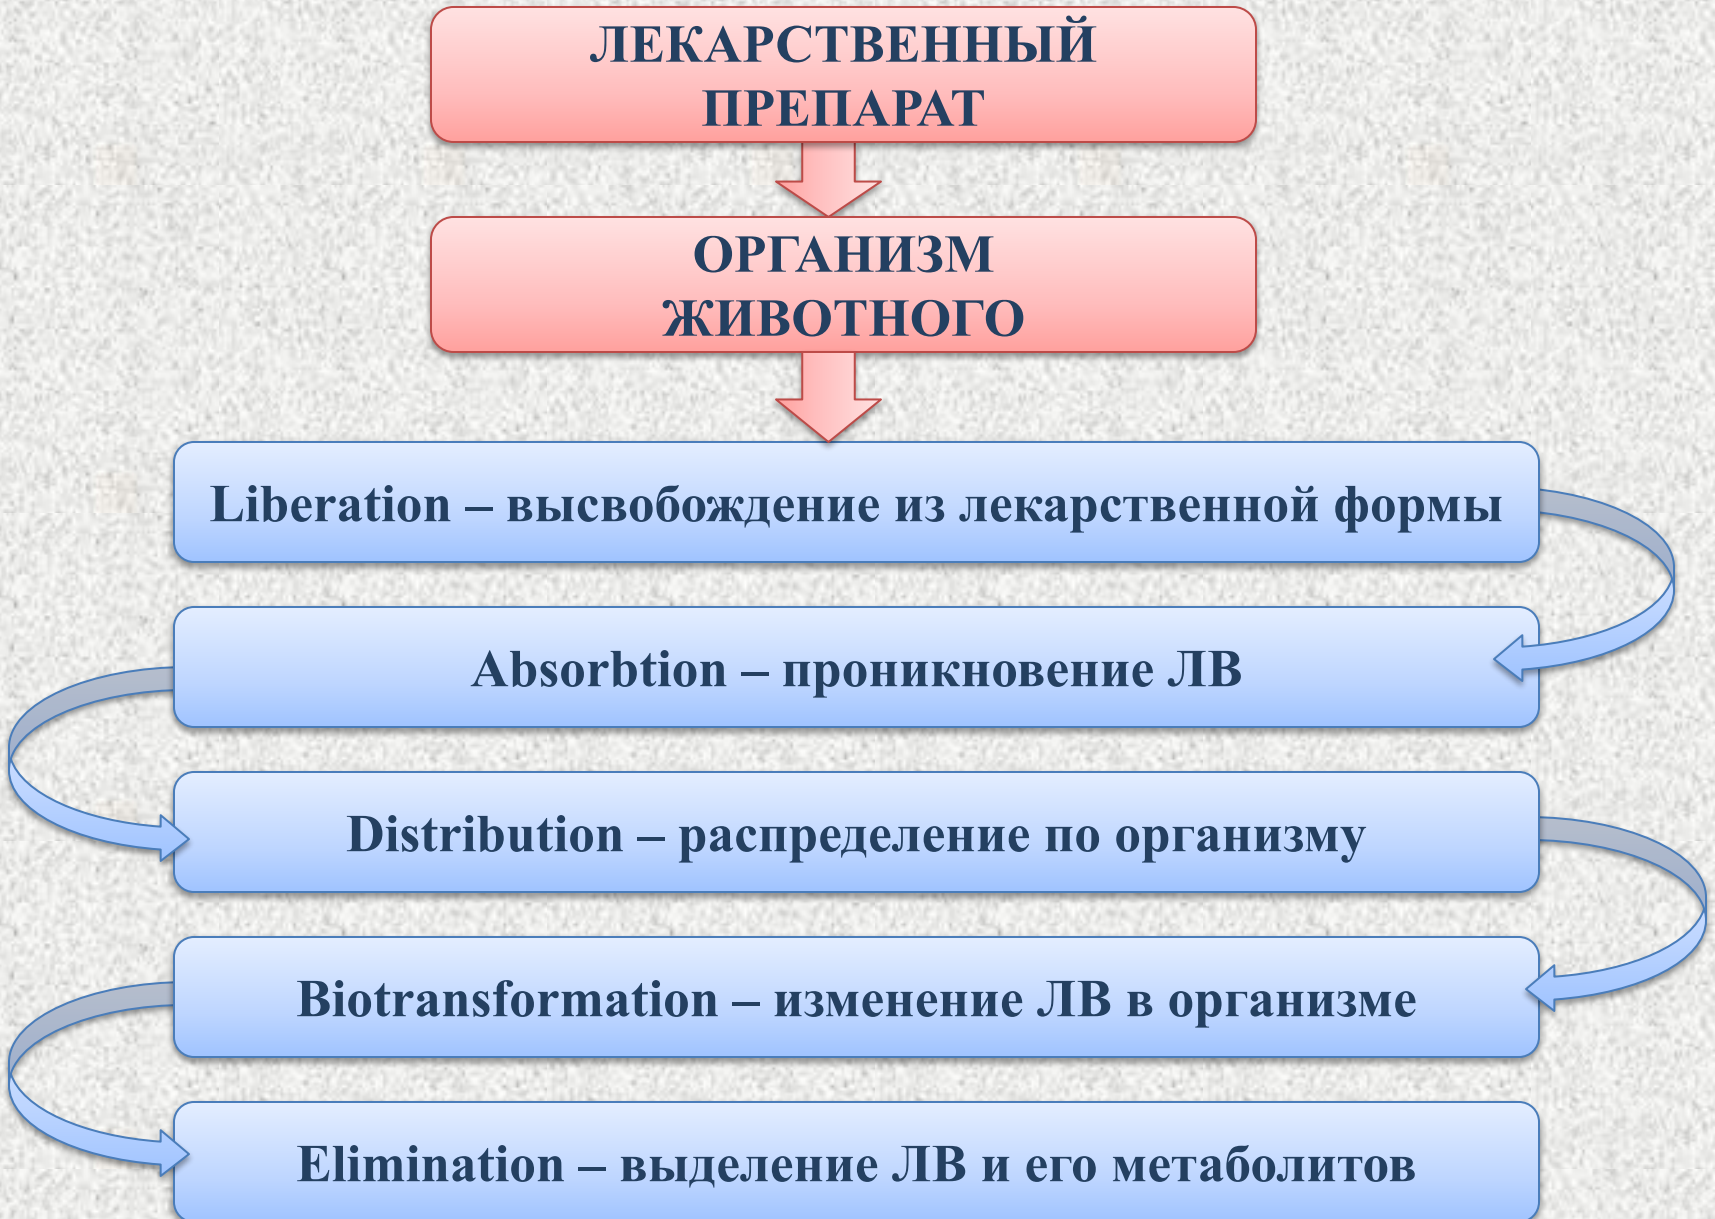 ЛЕКАРСТВЕННЫЙ
ПРЕПАРАТ
ОРГАНИЗМ
ЖИВОТНОГО
Liberation – высвобождение из лекарственной формы
Absorbtion – проникновение ЛВ
Distribution – распределение по организму
Biotransformation – изменение ЛВ в организме
Elimination – выделение ЛВ и его метаболитов